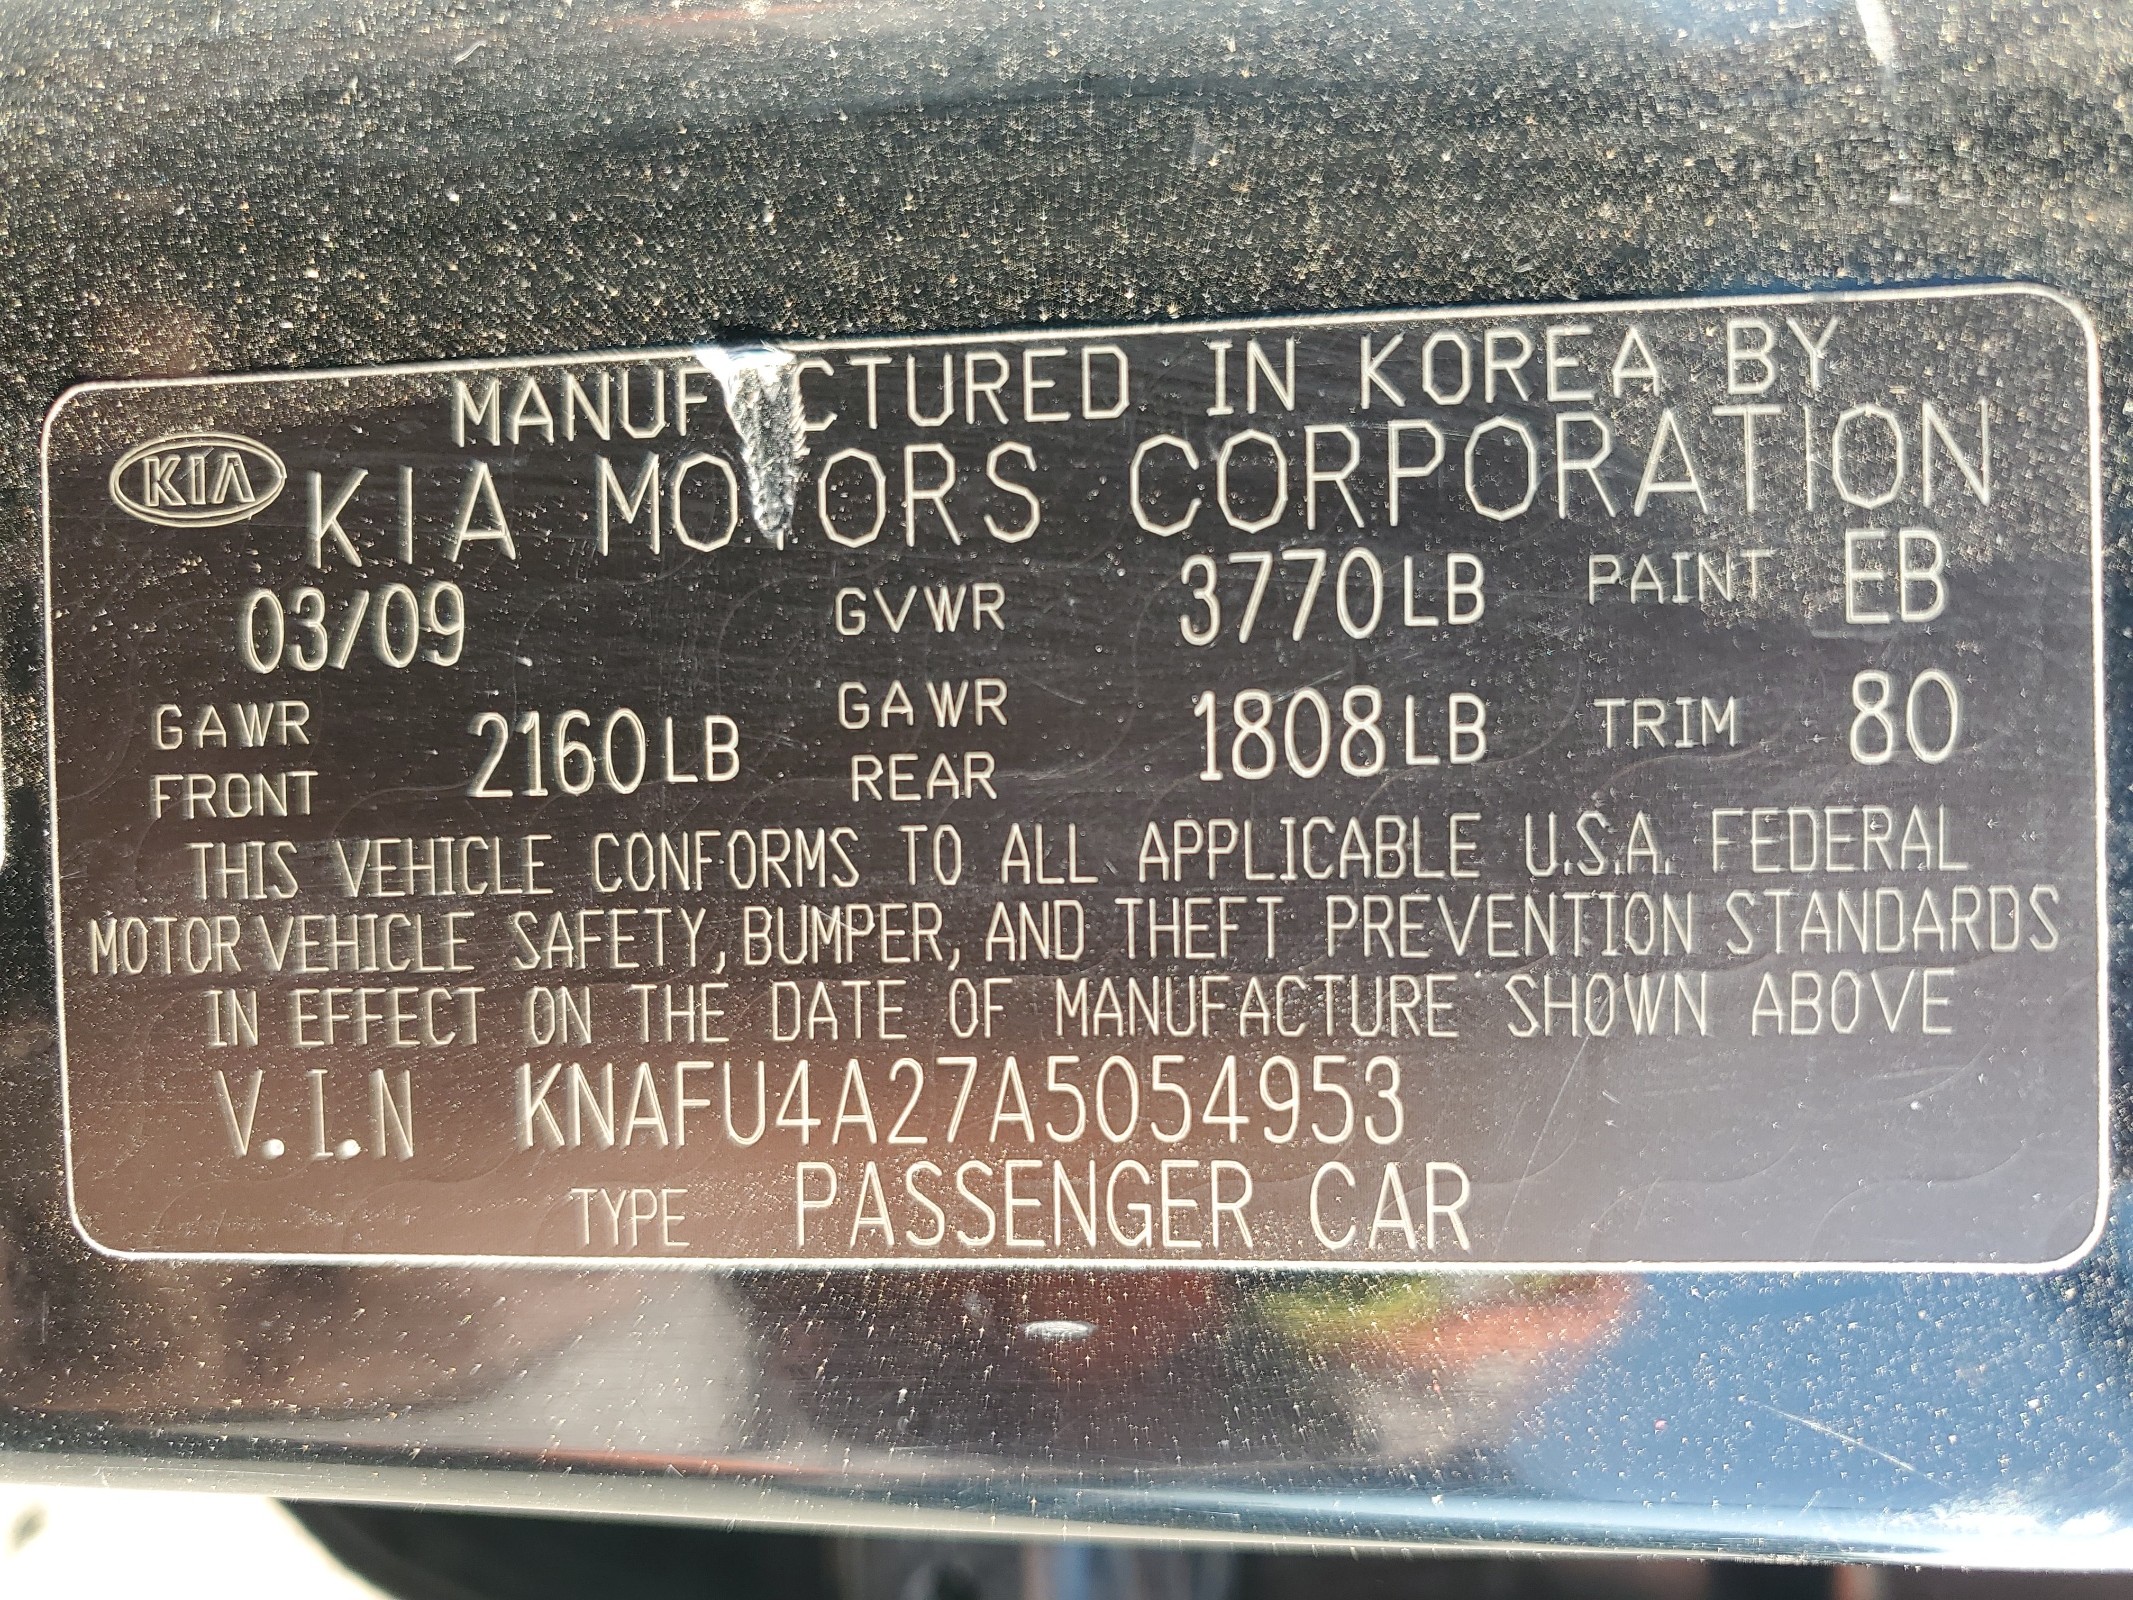 MANUFACTURED IN KOREA BY
KIA KIA MOTORS CORPORATION
03/09 GVWR 3770LB PAINT EB
GAWR FRONT 2160LB GAWR REAR 1808LB TRIM 80
THIS VEHICLE CONFORMS TO ALL APPLICABLE U.S.A. FEDERAL
MOTOR VEHICLE SAFETY, BUMPER, AND THEFT PREVENTION STANDARDS
IN EFFECT ON THE DATE OF MANUFACTURE SHOWN ABOVE
V.I.N KNAFU4A27A5054953
TYPE PASSENGER CAR